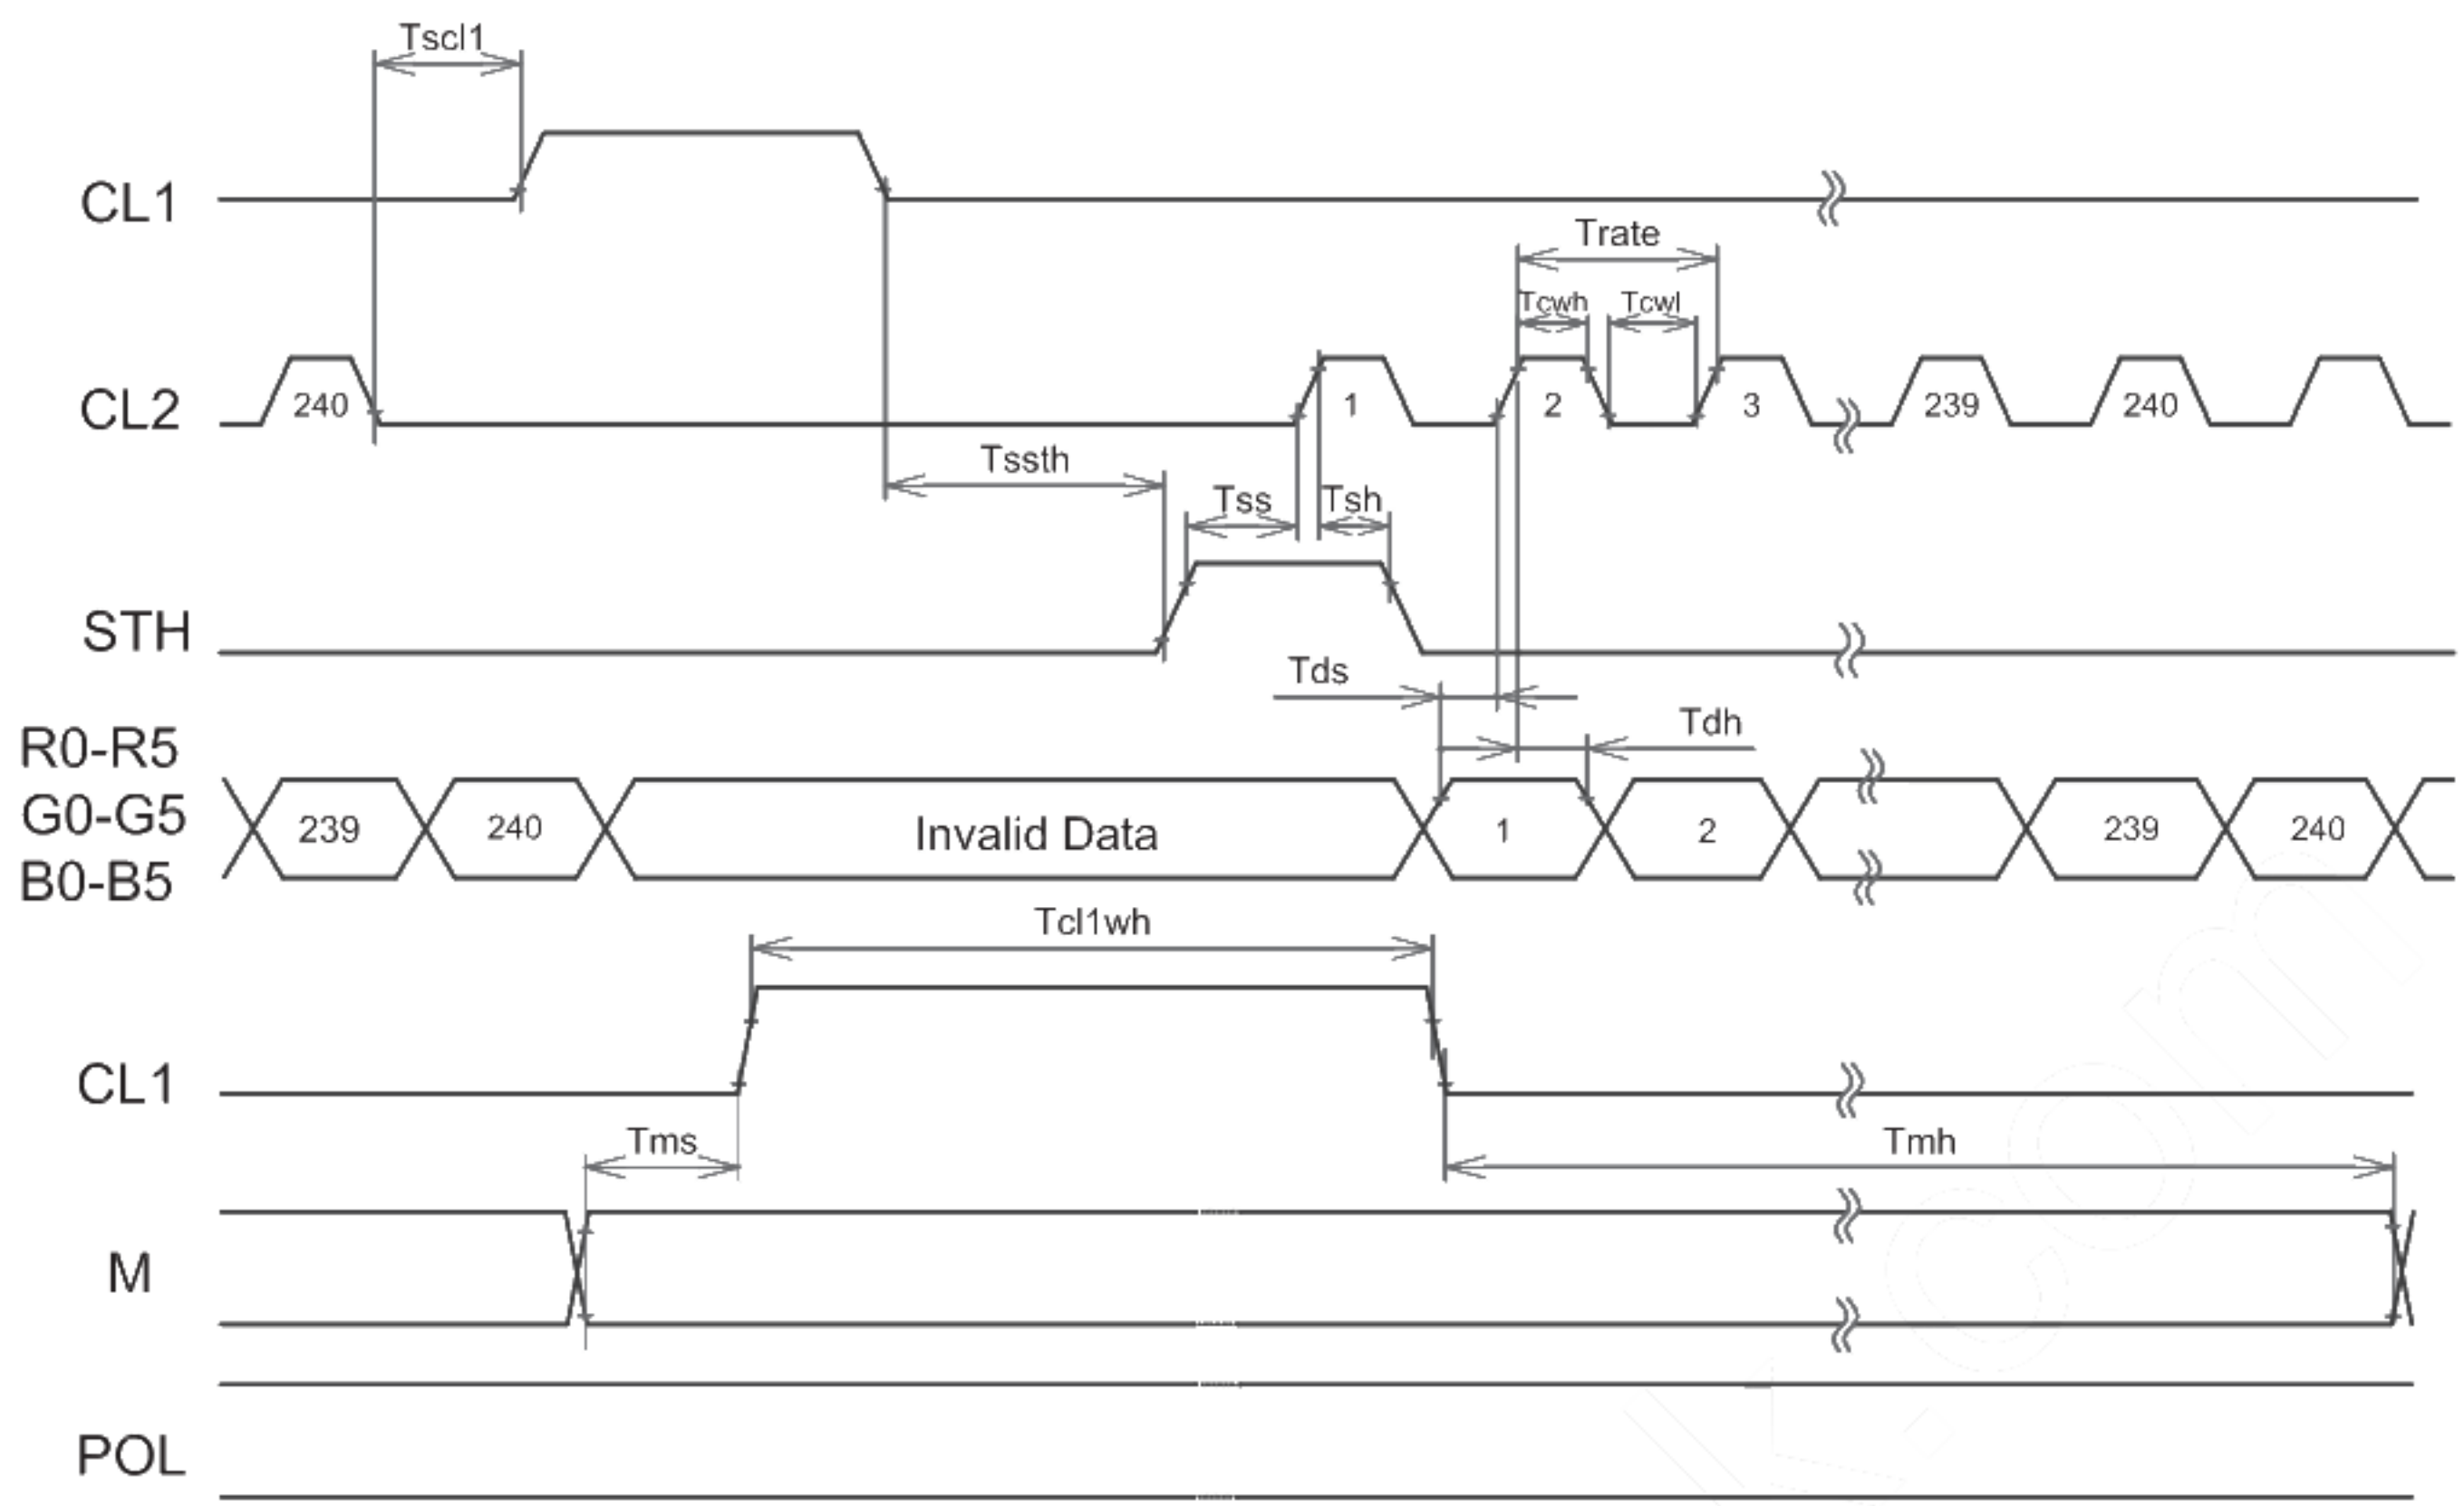 Tscl1
CL1
Trate
Tcwh Tcwl
CL2 240 1 2 3 239 240
Tssth
Tss Tsh
STH
Tds
Tdh
R0-R5
G0-G5 239 240 Invalid Data 1 2 239 240
B0-B5
Tcl1wh
CL1
Tms Tmh
M
POL